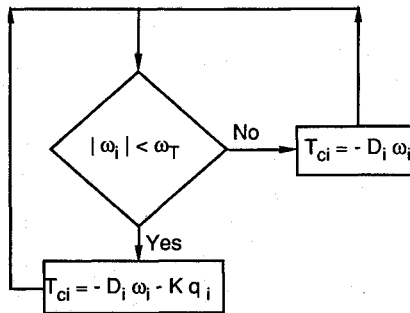 | ω_i | < ω_T
No
T_ci = - D_i ω_i
Yes
T_ci = - D_i ω_i - K q_i